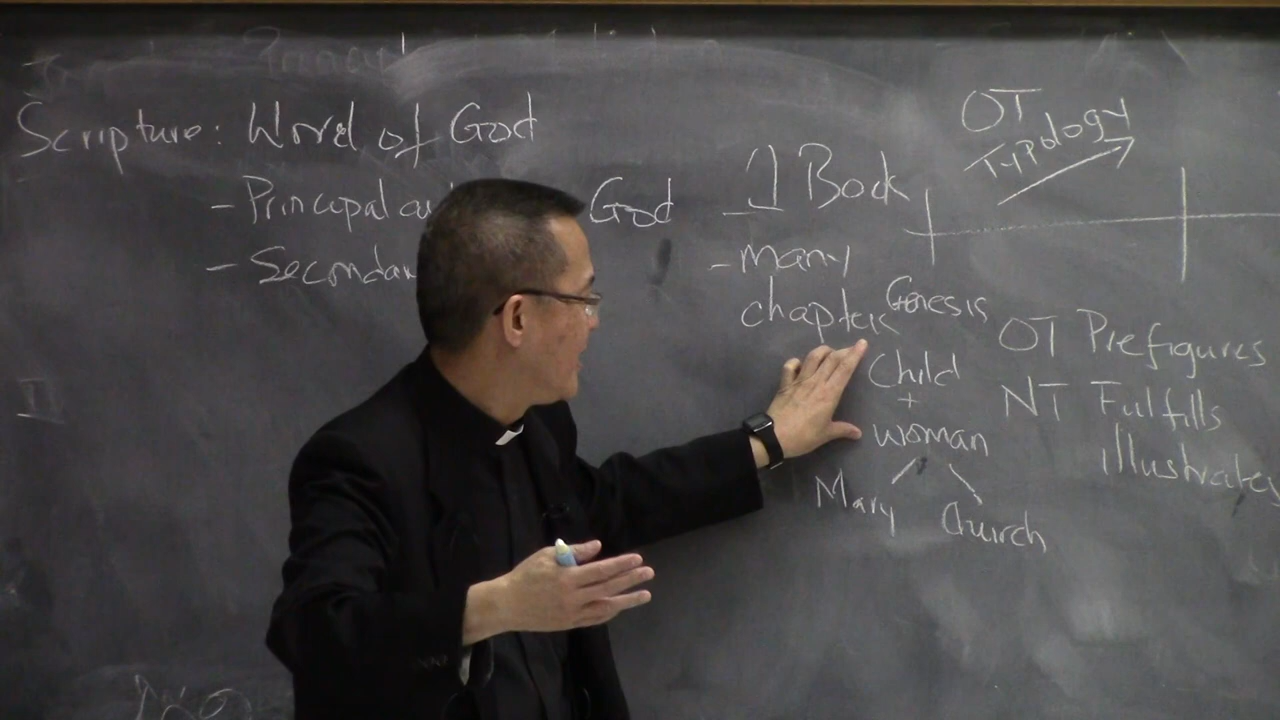 Scripture: Word of God
- Principal au God
- Secondar
1 Book
- many
chapters
Genesis
Child
+
woman
Mary Church
OT
Typology
OT Prefigures
NT Fulfills
illustrates